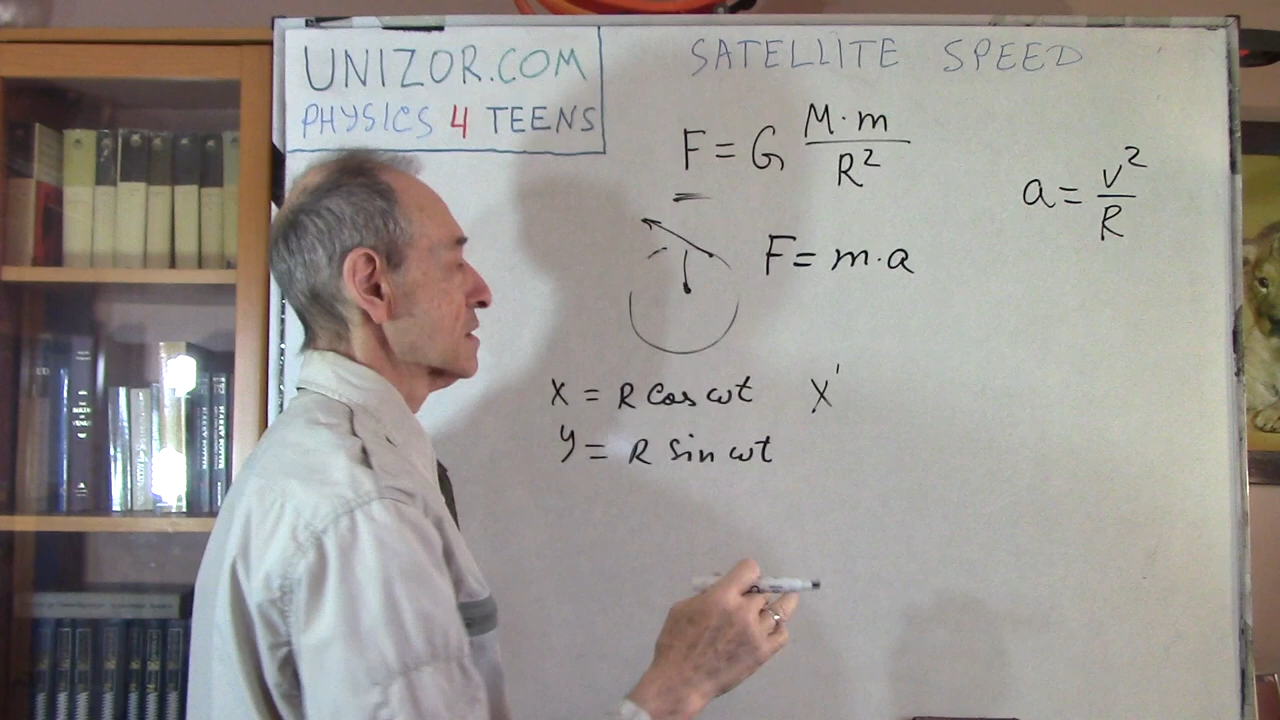 UNIZOR.COM
PHYSICS 4 TEENS
SATELLITE SPEED
F = G M·m / R²
a = v² / R
F = m·a
x = R cos ωt x'
y = R sin ωt